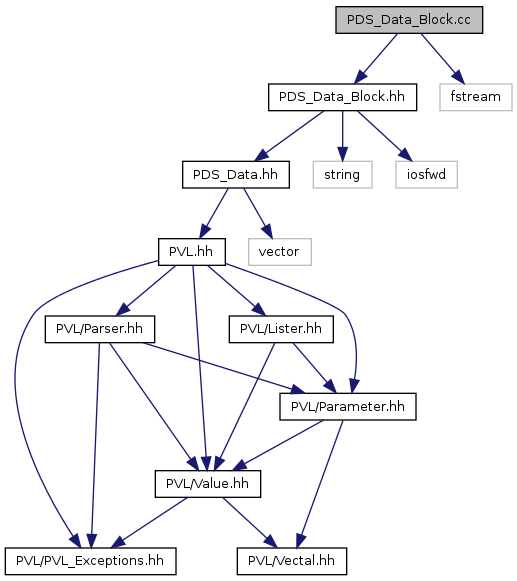 PDS_Data_Block.cc
PDS_Data_Block.hh
fstream
PDS_Data.hh
string
iosfwd
PVL.hh
vector
PVL/Parser.hh
PVL/Lister.hh
PVL/Parameter.hh
PVL/Value.hh
PVL/PVL_Exceptions.hh
PVL/Vectal.hh